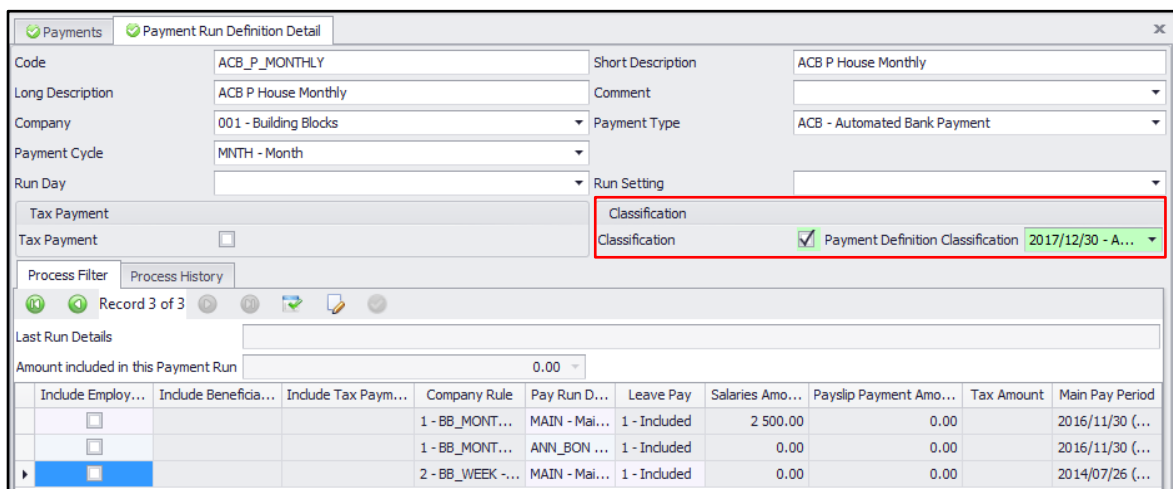 Payments Payment Run Definition Detail
Code ACB_P_MONTHLY Short Description ACB P House Monthly
Long Description ACB P House Monthly Comment
Company 001 - Building Blocks Payment Type ACB - Automated Bank Payment
Payment Cycle MNTH - Month
Run Day Run Setting
Tax Payment Classification
Tax Payment Classification Payment Definition Classification 2017/12/30 - A...
Process Filter Process History
Record 3 of 3
Last Run Details
Amount included in this Payment Run 0.00
Include Employ... Include Beneficia... Include Tax Paym... Company Rule Pay Run D... Leave Pay Salaries Amo... Payslip Payment Amo... Tax Amount Main Pay Period
1 - BB_MONT... MAIN - Mai... 1 - Included 2 500.00 0.00 2016/11/30 (...
1 - BB_MONT... ANN_BON ... 1 - Included 0.00 0.00 2016/11/30 (...
2 - BB_WEEK -... MAIN - Mai... 1 - Included 0.00 0.00 2014/07/26 (...